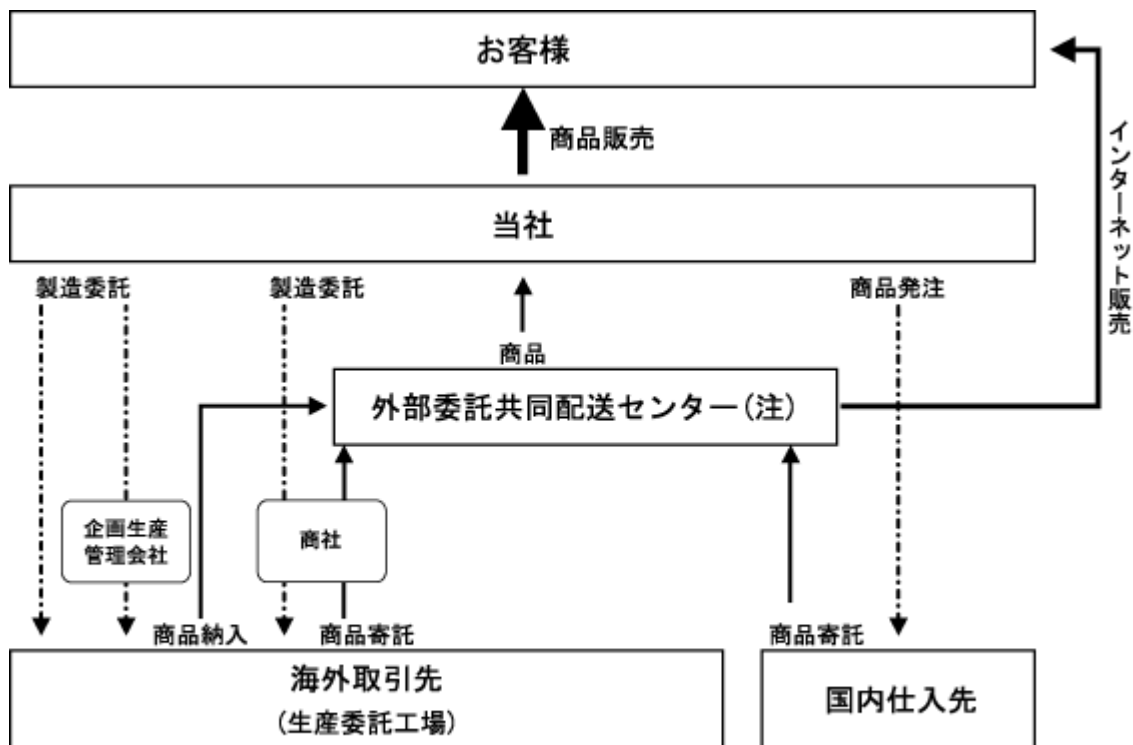 お客様
商品販売
インターネット販売
当社
製造委託
製造委託
商品発注
商品
外部委託共同配送センター(注)
企画生産
管理会社
商社
商品納入
商品寄託
商品寄託
海外取引先
(生産委託工場)
国内仕入先